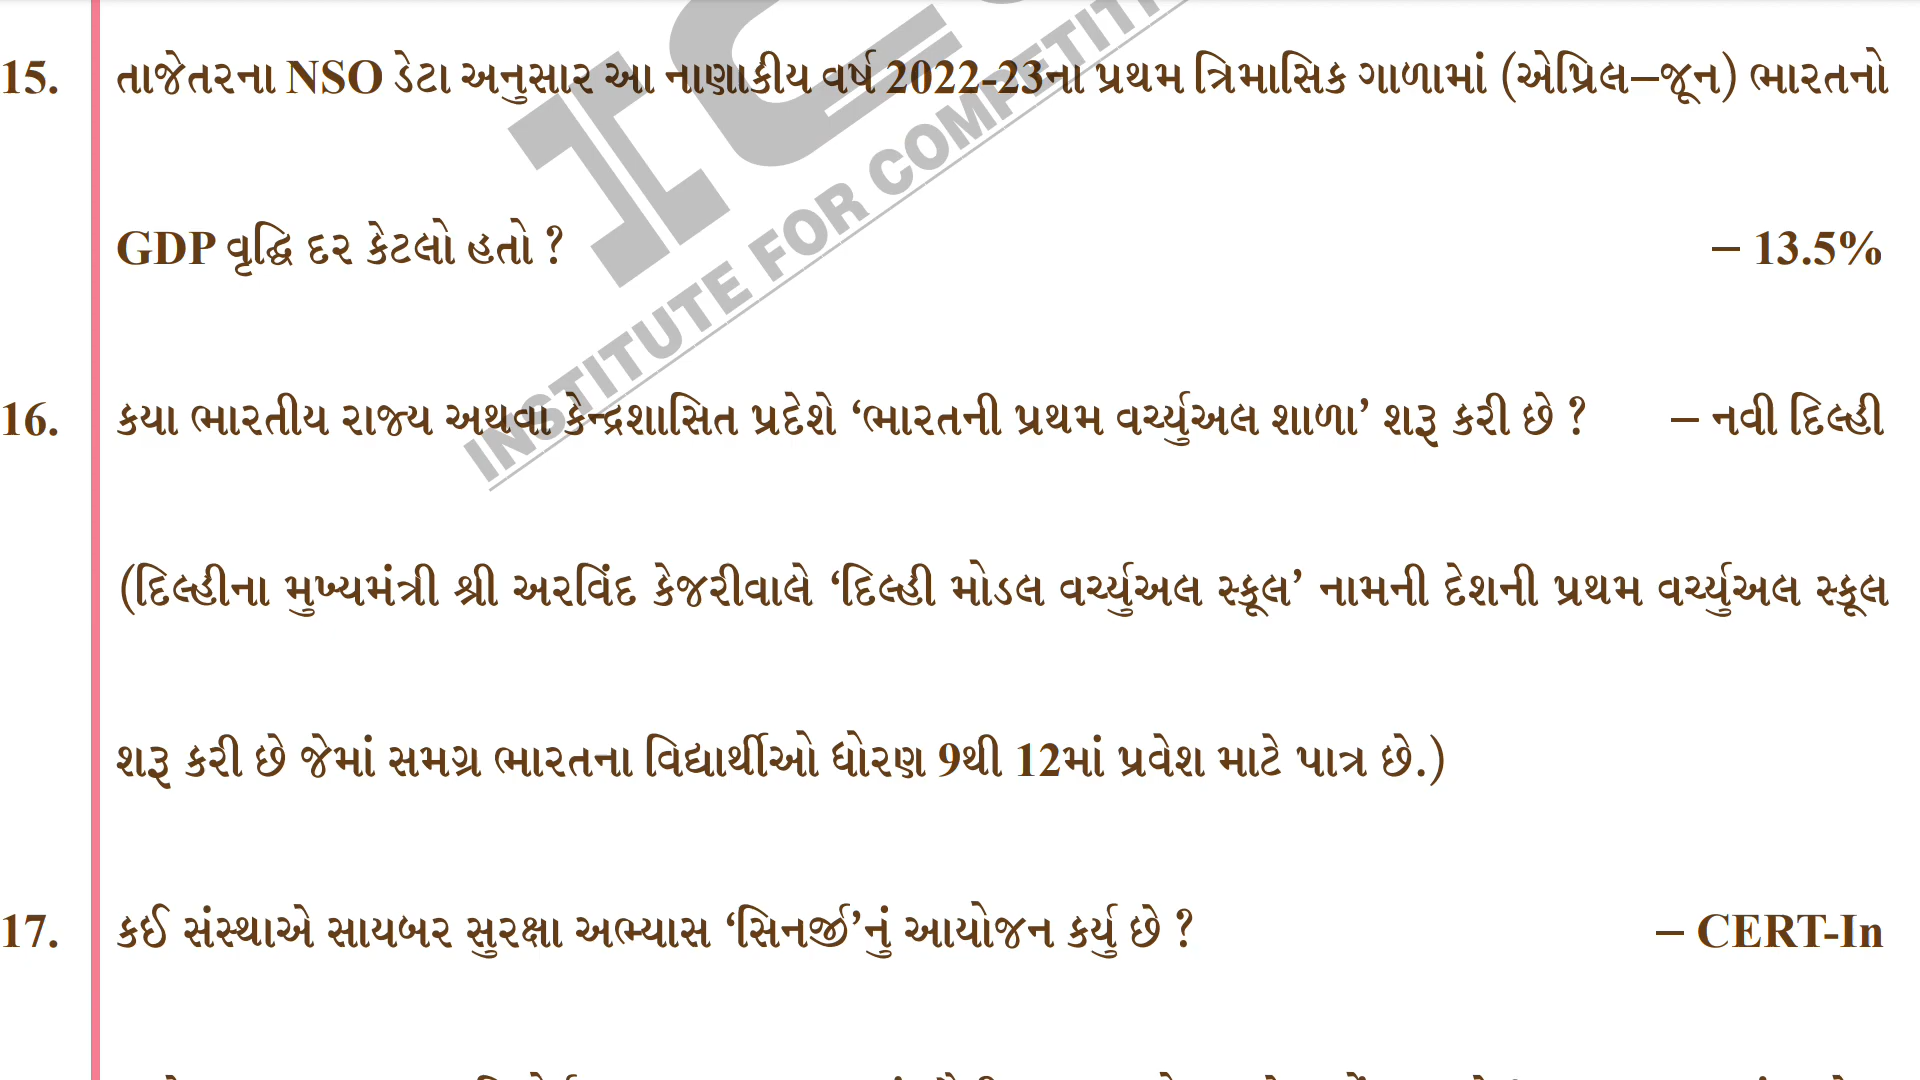 15. તાજેતરના NSO ડેટા અનુસાર આ નાણાકીય વર્ષ 2022-23ના પ્રથમ ત્રિમાસિક ગાળામાં (એપ્રિલ–જૂન) ભારતનો
GDP વૃદ્ધિ દર કેટલો હતો ? – 13.5%
16. કયા ભારતીય રાજ્ય અથવા કેન્દ્રશાસિત પ્રદેશે ‘ભારતની પ્રથમ વર્ચ્યુઅલ શાળા’ શરૂ કરી છે ? – નવી દિલ્હી
(દિલ્હીના મુખ્યમંત્રી શ્રી અરવિંદ કેજરીવાલે ‘દિલ્હી મોડલ વર્ચ્યુઅલ સ્કૂલ’ નામની દેશની પ્રથમ વર્ચ્યુઅલ સ્કૂલ
શરૂ કરી છે જેમાં સમગ્ર ભારતના વિદ્યાર્થીઓ ધોરણ 9થી 12માં પ્રવેશ માટે પાત્ર છે.)
17. કઈ સંસ્થાએ સાયબર સુરક્ષા અભ્યાસ ‘સિનર્જી’નું આયોજન કર્યુ છે ? – CERT-In
INSTITUTE FOR